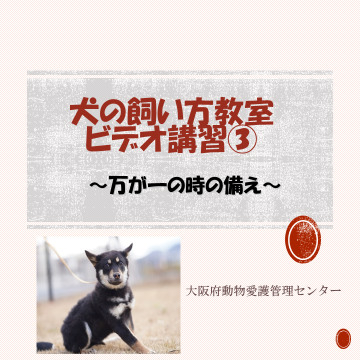 犬の飼い方教室
ビデオ講習③
～万が一の時の備え～
大阪府動物愛護管理センター